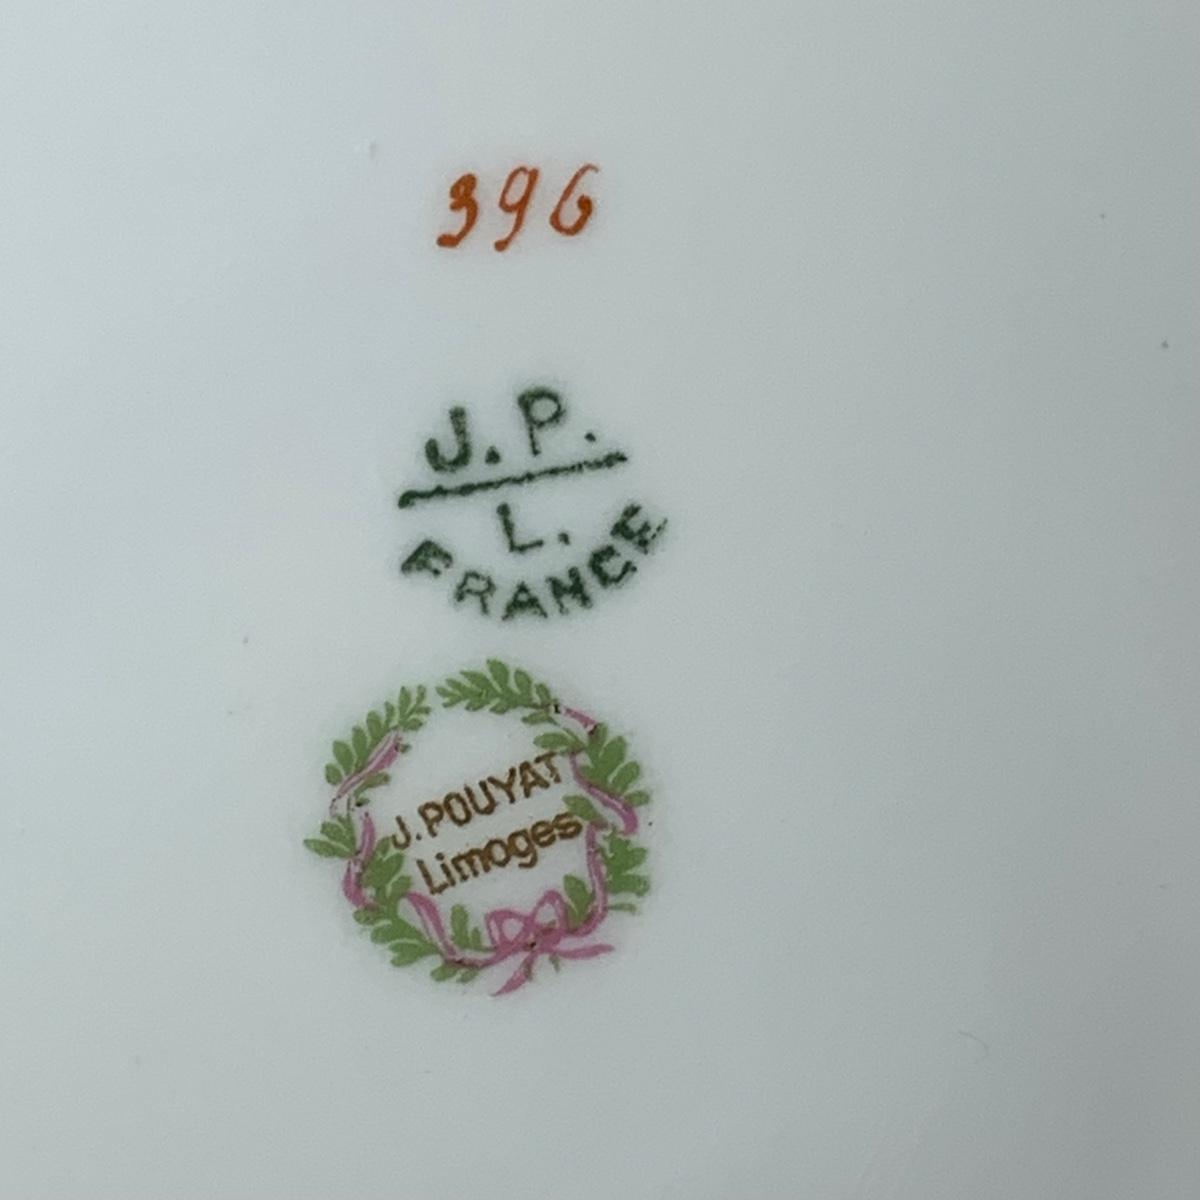 396
J. P.
L.
FRANCE
J. POUYAT
Limoges